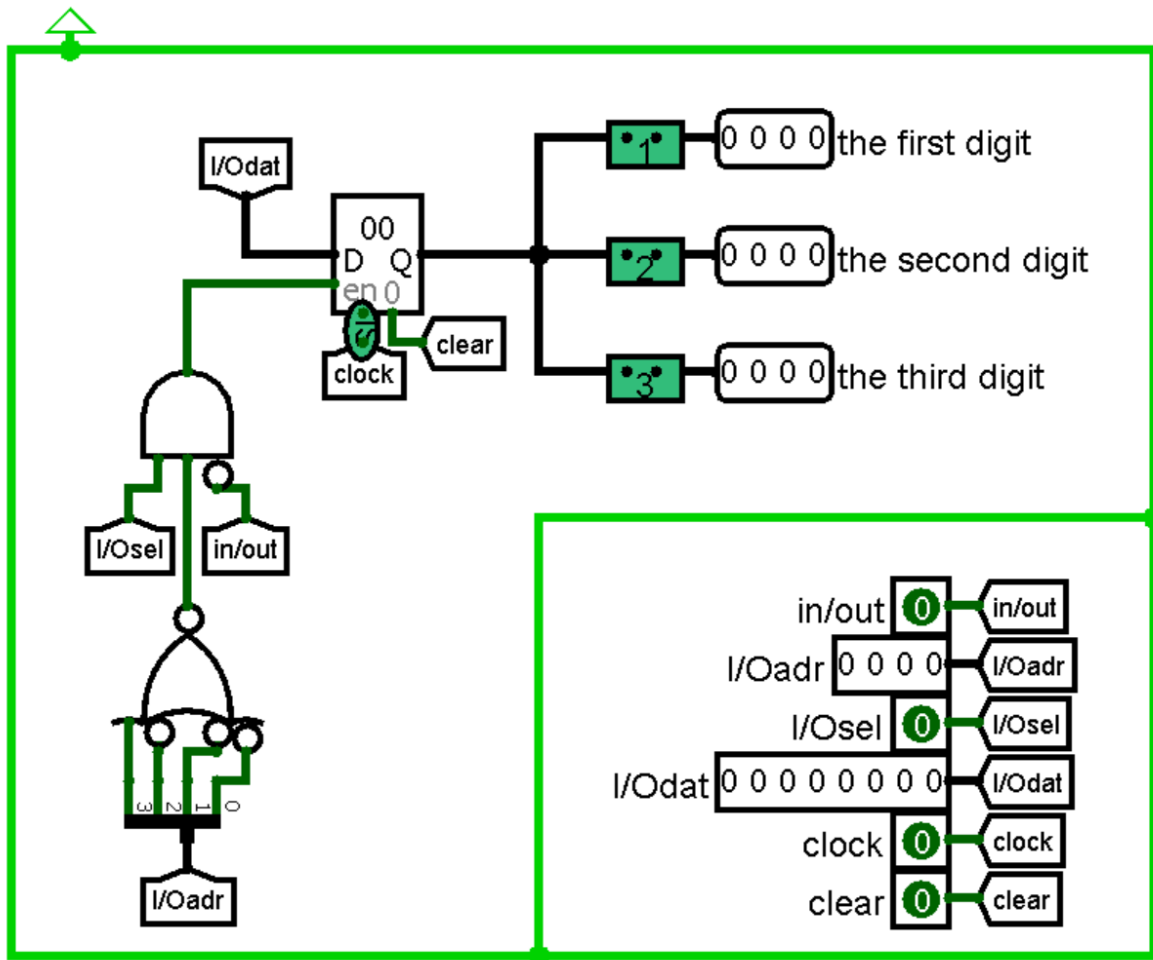 I/Odat
00
D Q
en 0
clear
clock
1
0 0 0 0
the first digit
2
0 0 0 0
the second digit
3
0 0 0 0
the third digit
I/Osel
in/out
3 2 1 0
I/Oadr
in/out 0 in/out
I/Oadr 0 0 0 0 I/Oadr
I/Osel 0 I/Osel
I/Odat 0 0 0 0 0 0 0 0 I/Odat
clock 0 clock
clear 0 clear